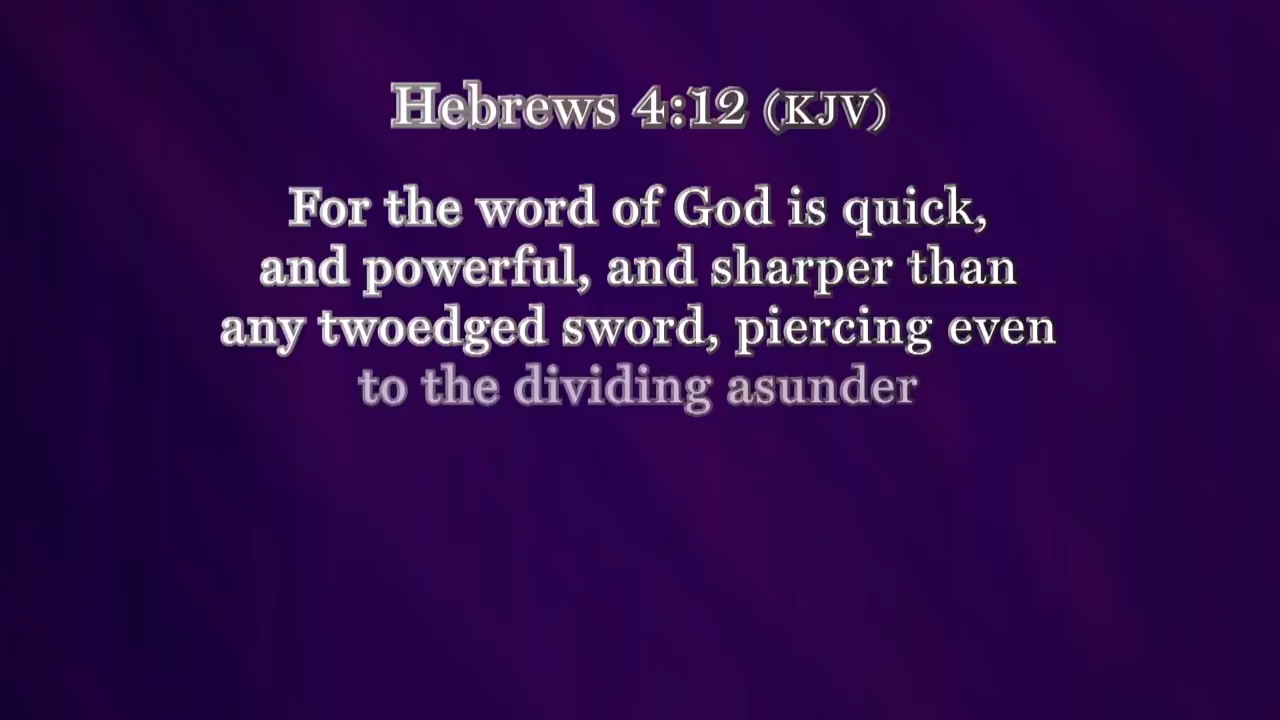 Hebrews 4:12 (KJV)
For the word of God is quick,
and powerful, and sharper than
any twoedged sword, piercing even
to the dividing asunder